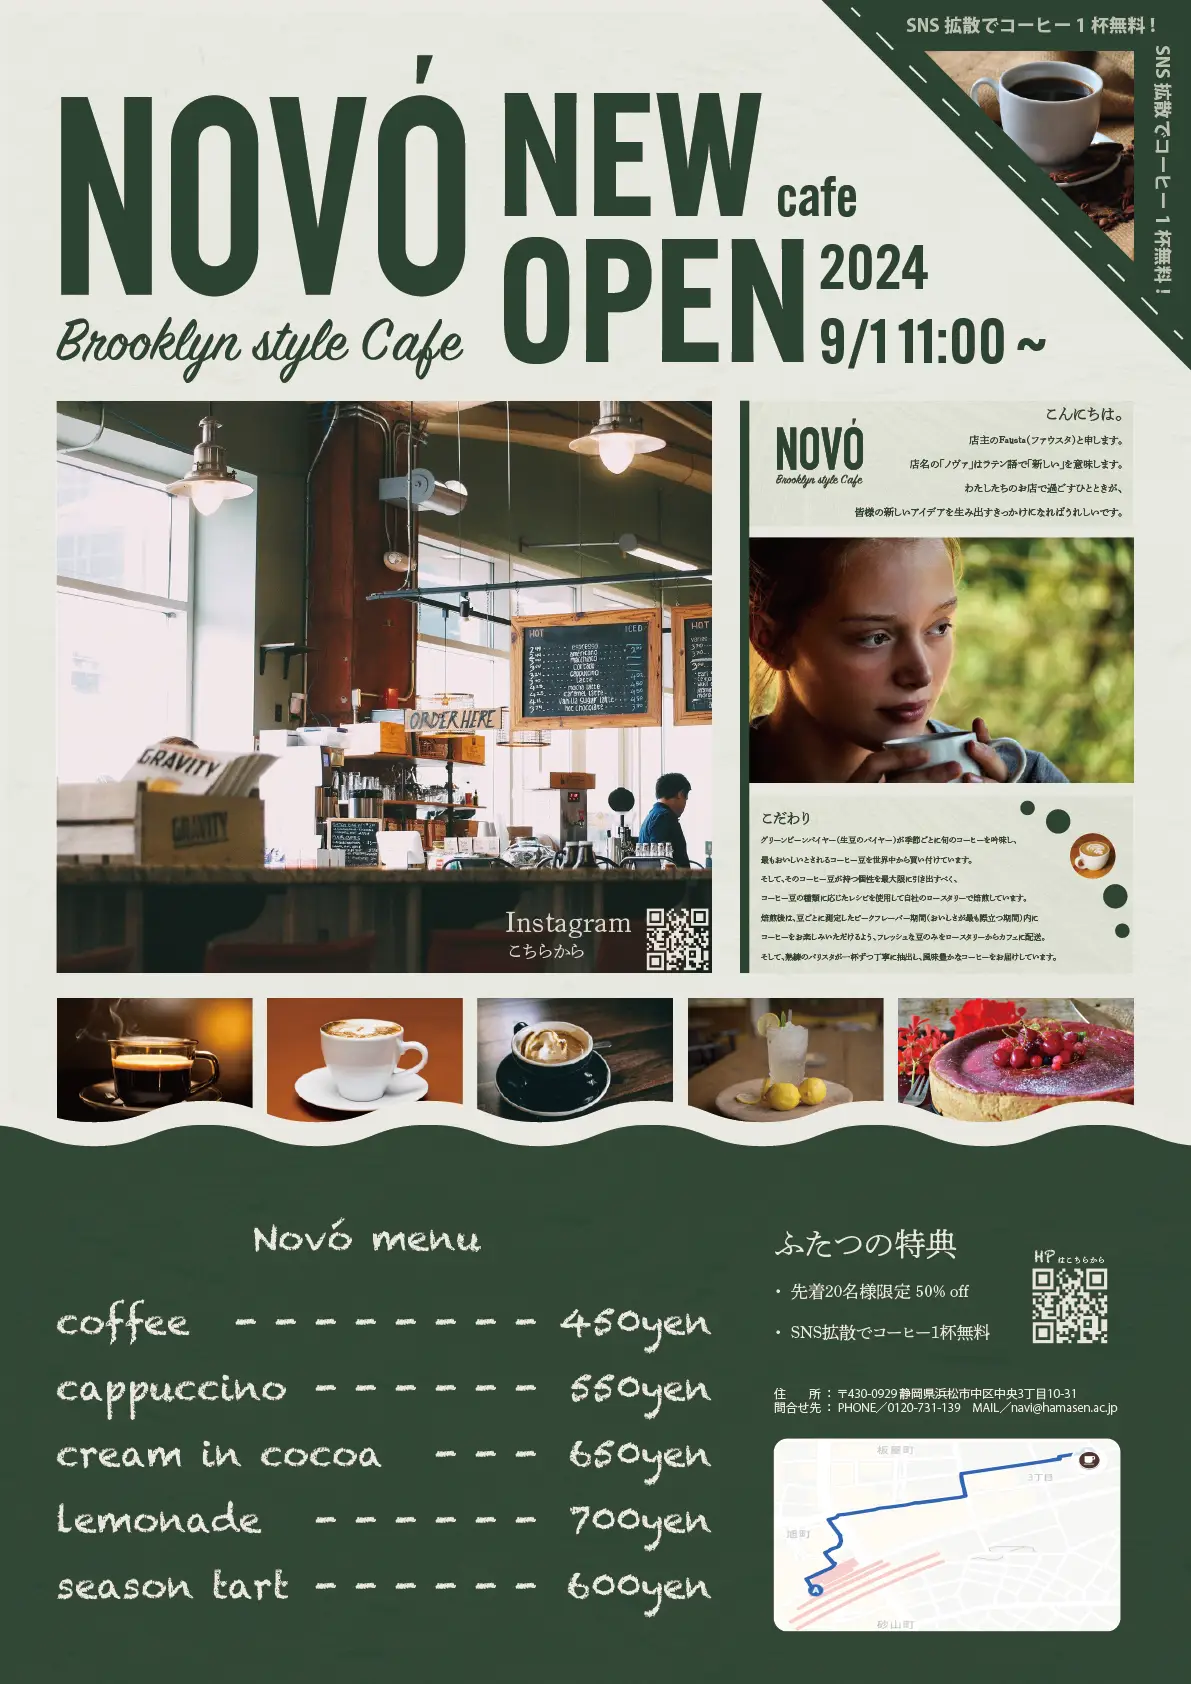 SNS 拡散でコーヒー 1 杯無料！
SNS 拡散でコーヒー 1 杯無料！
NOVÓ
Brooklyn style Cafe
NEW
OPEN
cafe
2024
9/1 11:00 ~
HOT ICED
espresso
americano
macchiato
cortado
cappuccino
latte
mocha latte
caramel latte
vanilla sugar latte
hot chocolate
HOT
ORDER HERE
GRAVITY
GRAVITY
Instagram
こちらから
NOVÓ
Brooklyn style Cafe
こんにちは。
店主のFausta（ファウスタ）と申します。
店名の「ノヴァ」はラテン語で「新しい」を意味します。
わたしたちのお店で過ごすひとときが、
皆様の新しいアイデアを生み出すきっかけになればうれしいです。
こだわり
グリーンビーンバイヤー（生豆のバイヤー）が季節ごとに旬のコーヒーを吟味し、
最もおいしいとされるコーヒー豆を世界中から買い付けています。
そして、そのコーヒー豆が持つ個性を最大限に引き出すべく、
コーヒー豆の種類に応じたレシピを使用して自社のロースタリーで焙煎しています。
焙煎後は、豆ごとに測定したピークフレーバー期間（おいしさが最も際立つ期間）内に
コーヒーをお楽しみいただけるよう、フレッシュな豆のみをロースタリーからカフェに配送。
そして、熟練のバリスタが一杯ずつ丁寧に抽出し、風味豊かなコーヒーをお届けしています。
Novó menu
coffee - - - - - - - - 450yen
cappuccino - - - - - - 550yen
cream in cocoa - - - 650yen
lemonade - - - - - - 700yen
season tart - - - - - - 600yen
ふたつの特典
・ 先着20名様限定 50% off
・ SNS拡散でコーヒー1杯無料
HP はこちらから
住　所 ： 〒430-0929 静岡県浜松市中区中央3丁目10-31
問合せ先 ： PHONE／0120-731-139　MAIL／navi@hamasen.ac.jp
板屋町
3丁目
旭町
A
砂山町